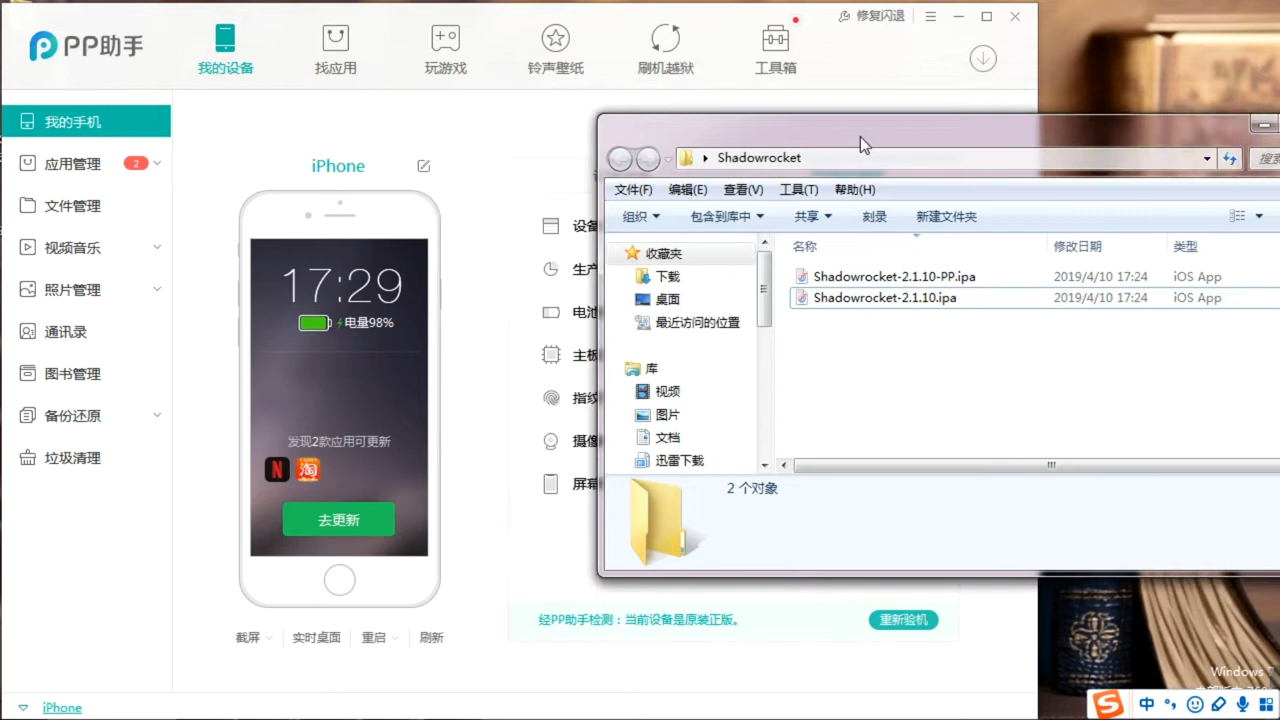 PP助手
我的设备
找应用
玩游戏
铃声壁纸
刷机越狱
工具箱
修复闪退
我的手机
应用管理 2
文件管理
视频音乐
照片管理
通讯录
图书管理
备份还原
垃圾清理
iPhone
17:29
电量98%
发现2款应用可更新
N
淘
去更新
截屏
实时桌面
重启
刷新
设备
生产
电池
主板
指纹
摄像
屏幕
经PP助手检测：当前设备是原装正版。
重新验机
iPhone
Shadowrocket
文件(F) 编辑(E) 查看(V) 工具(T) 帮助(H)
组织 包含到库中 共享 刻录 新建文件夹
收藏夹
下载
桌面
最近访问的位置
库
视频
图片
文档
迅雷下载
名称 修改日期 类型
Shadowrocket-2.1.10-PP.ipa 2019/4/10 17:24 iOS App
Shadowrocket-2.1.10.ipa 2019/4/10 17:24 iOS App
2 个对象
Windows
S 中